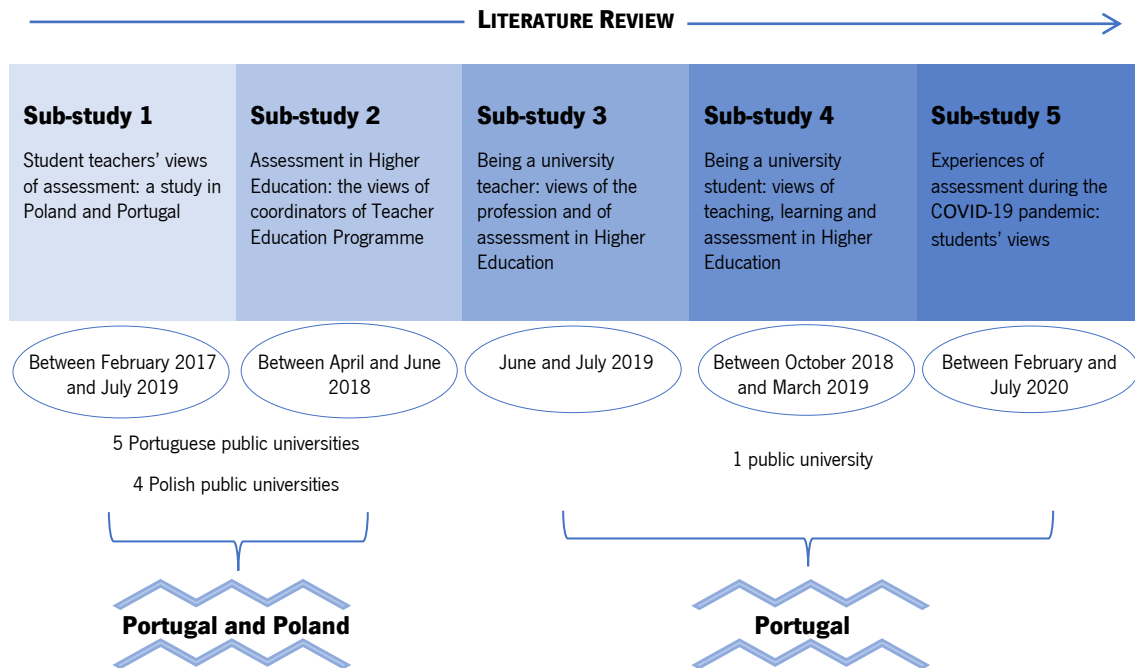 LITERATURE REVIEW
Sub-study 1
Student teachers' views
of assessment: a study in
Poland and Portugal
Sub-study 2
Assessment in Higher
Education: the views of
coordinators of Teacher
Education Programme
Sub-study 3
Being a university
teacher: views of the
profession and of
assessment in Higher
Education
Sub-study 4
Being a university
student: views of
teaching, learning and
assessment in Higher
Education
Sub-study 5
Experiences of
assessment during the
COVID-19 pandemic:
students' views
Between February 2017
and July 2019
Between April and June
2018
June and July 2019
Between October 2018
and March 2019
Between February and
July 2020
5 Portuguese public universities
4 Polish public universities
1 public university
Portugal and Poland
Portugal